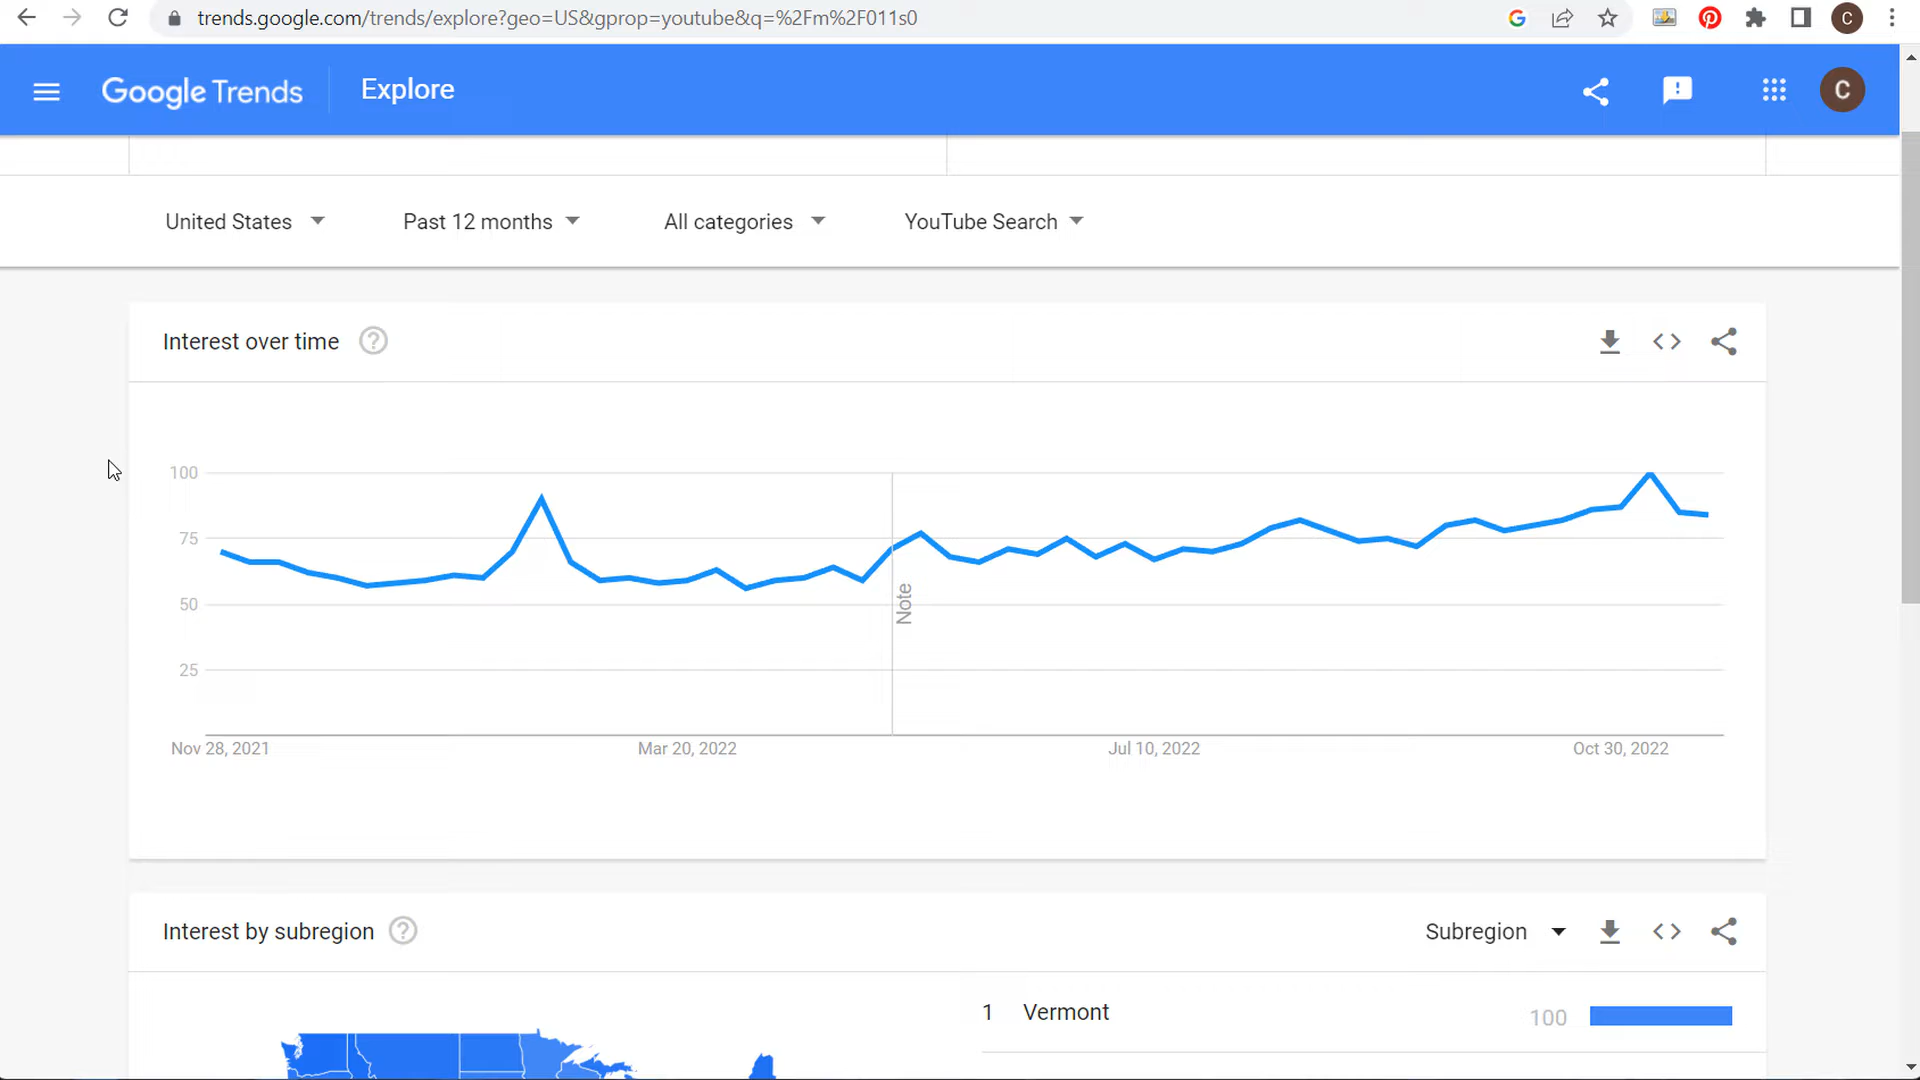 trends.google.com/trends/explore?geo=US&gprop=youtube&q=%2Fm%2F011s0
G
C
Google Trends
Explore
C
United States
Past 12 months
All categories
YouTube Search
Interest over time
?
100
75
50
25
Note
Nov 28, 2021
Mar 20, 2022
Jul 10, 2022
Oct 30, 2022
Interest by subregion
?
Subregion
1 Vermont 100